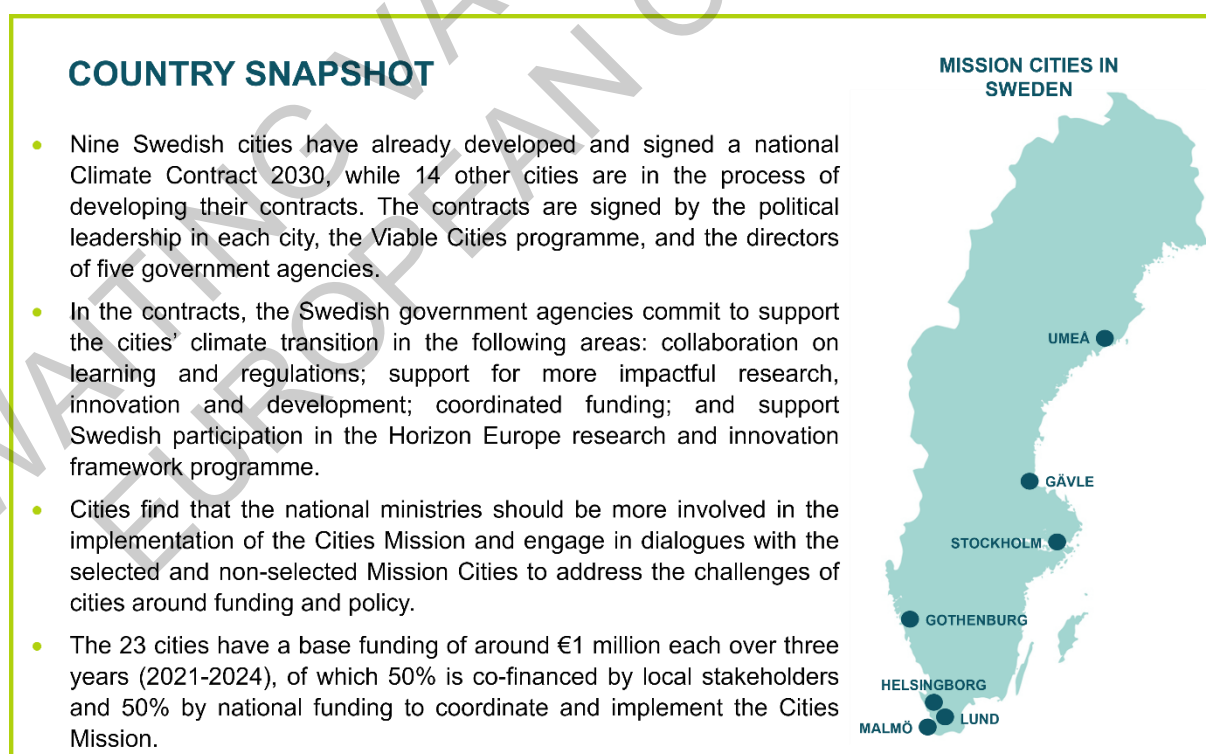 COUNTRY SNAPSHOT
• Nine Swedish cities have already developed and signed a national
Climate Contract 2030, while 14 other cities are in the process of
developing their contracts. The contracts are signed by the political
leadership in each city, the Viable Cities programme, and the directors
of five government agencies.
• In the contracts, the Swedish government agencies commit to support
the cities’ climate transition in the following areas: collaboration on
learning and regulations; support for more impactful research,
innovation and development; coordinated funding; and support
Swedish participation in the Horizon Europe research and innovation
framework programme.
• Cities find that the national ministries should be more involved in the
implementation of the Cities Mission and engage in dialogues with the
selected and non-selected Mission Cities to address the challenges of
cities around funding and policy.
• The 23 cities have a base funding of around €1 million each over three
years (2021-2024), of which 50% is co-financed by local stakeholders
and 50% by national funding to coordinate and implement the Cities
Mission.
MISSION CITIES IN
SWEDEN
UMEÅ
GÄVLE
STOCKHOLM
GOTHENBURG
HELSINGBORG
LUND
MALMÖ
EUROPEAN